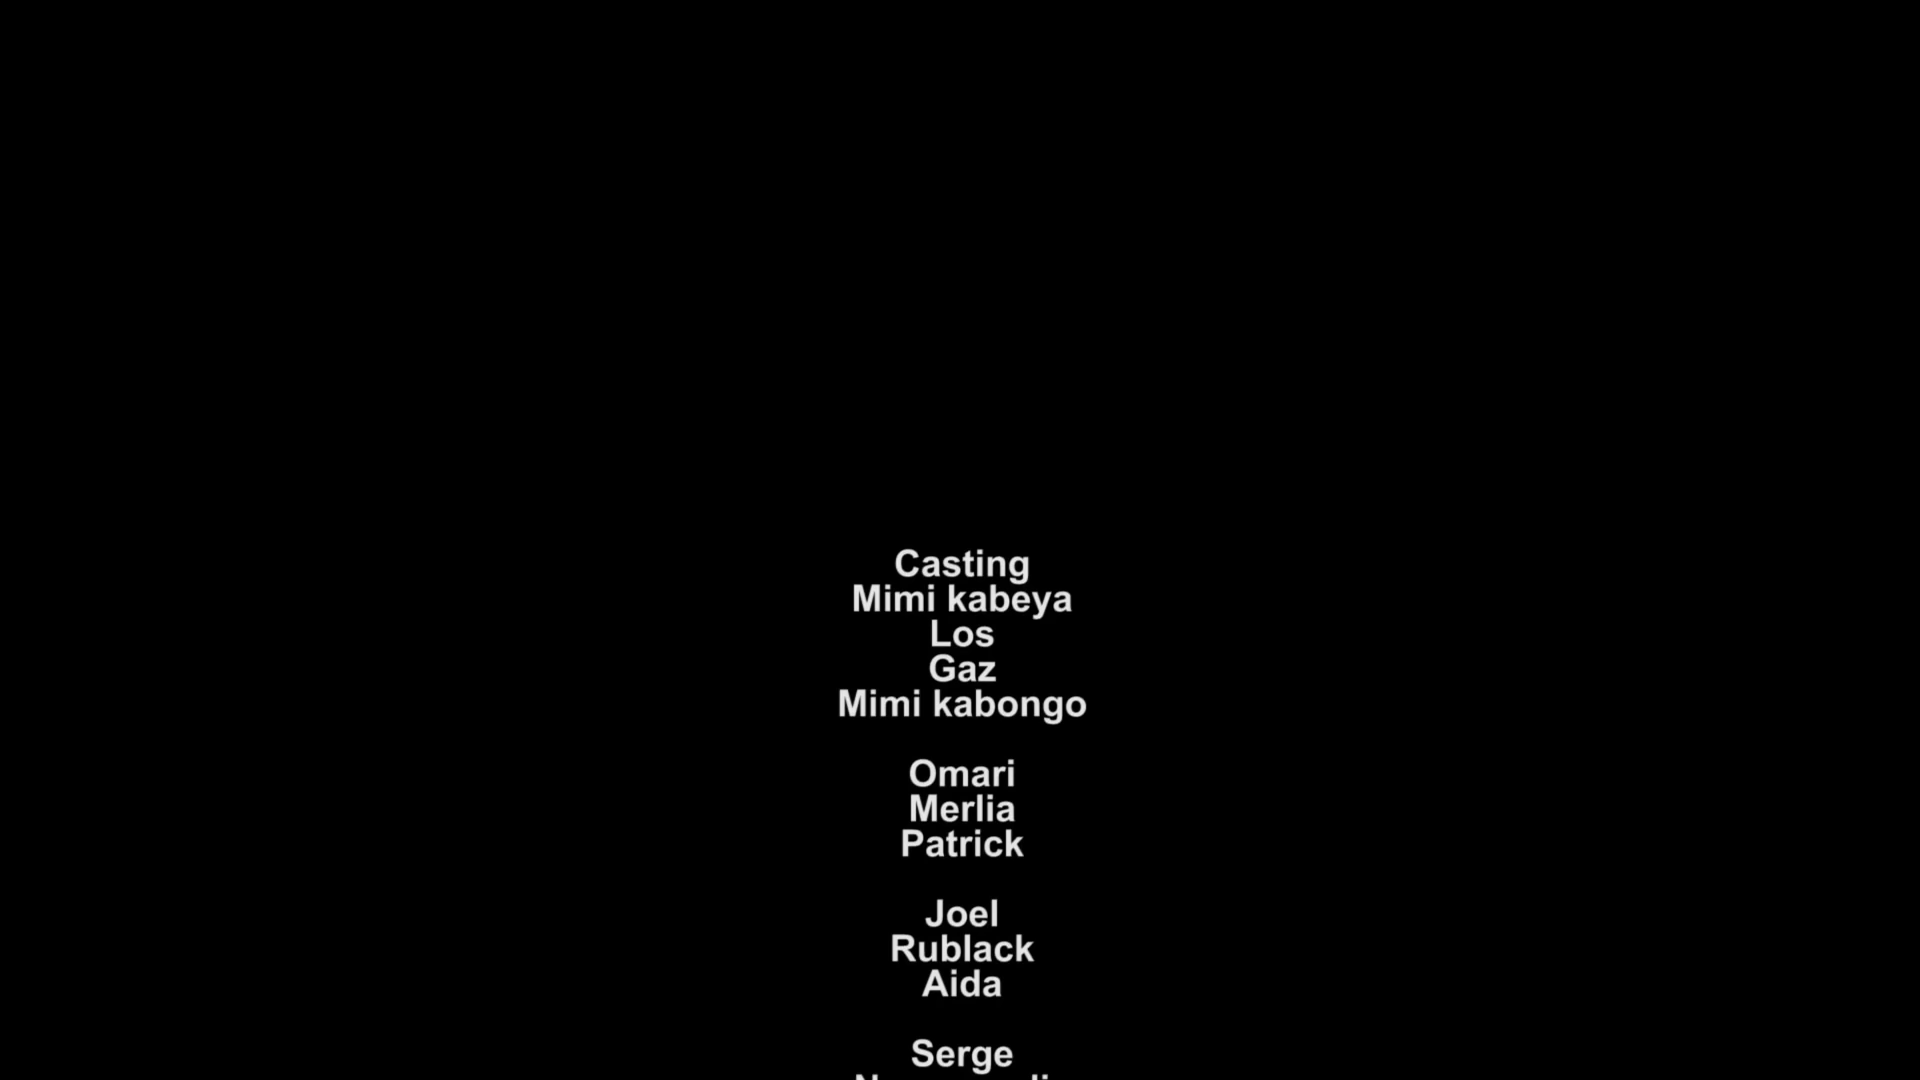 Casting
Mimi kabeya
Los
Gaz
Mimi kabongo
Omari
Merlia
Patrick
Joel
Rublack
Aida
Serge